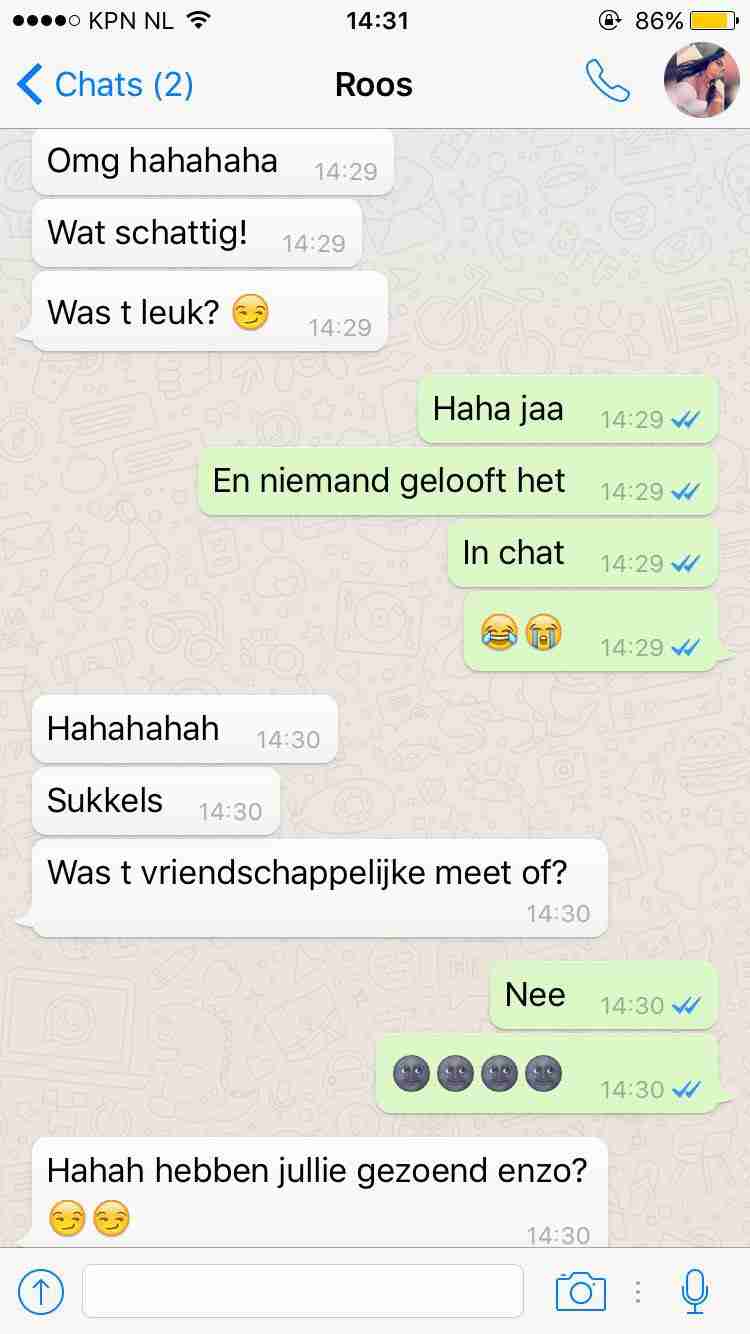 KPN NL 14:31 86%
Chats (2) Roos
Omg hahahaha 14:29
Wat schattig! 14:29
Was t leuk? 😏 14:29
Haha jaa 14:29
En niemand gelooft het 14:29
In chat 14:29
😂😭 14:29
Hahahahah 14:30
Sukkels 14:30
Was t vriendschappelijke meet of?
14:30
Nee 14:30
🌚🌚🌚🌚 14:30
Hahah hebben jullie gezoend enzo?
😏😏 14:30